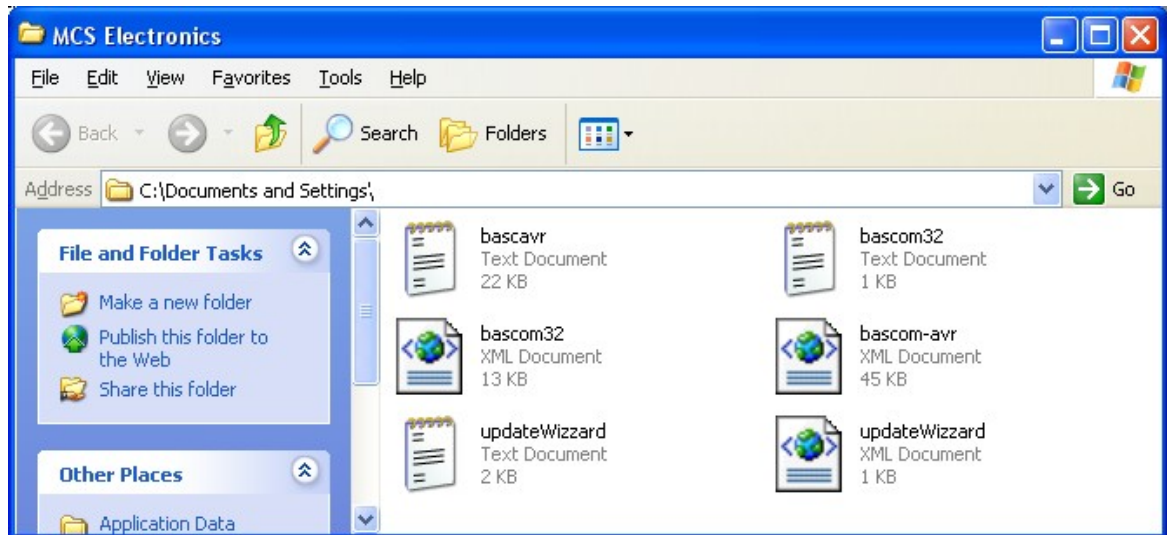 MCS Electronics
File Edit View Favorites Tools Help
Back Search Folders
Address C:\Documents and Settings', Go
File and Folder Tasks
Make a new folder
Publish this folder to
the Web
Share this folder
Other Places
Application Data
bascavr
Text Document
22 KB
bascom32
Text Document
1 KB
bascom32
XML Document
13 KB
bascom-avr
XML Document
45 KB
updateWizzard
Text Document
2 KB
updateWizzard
XML Document
1 KB